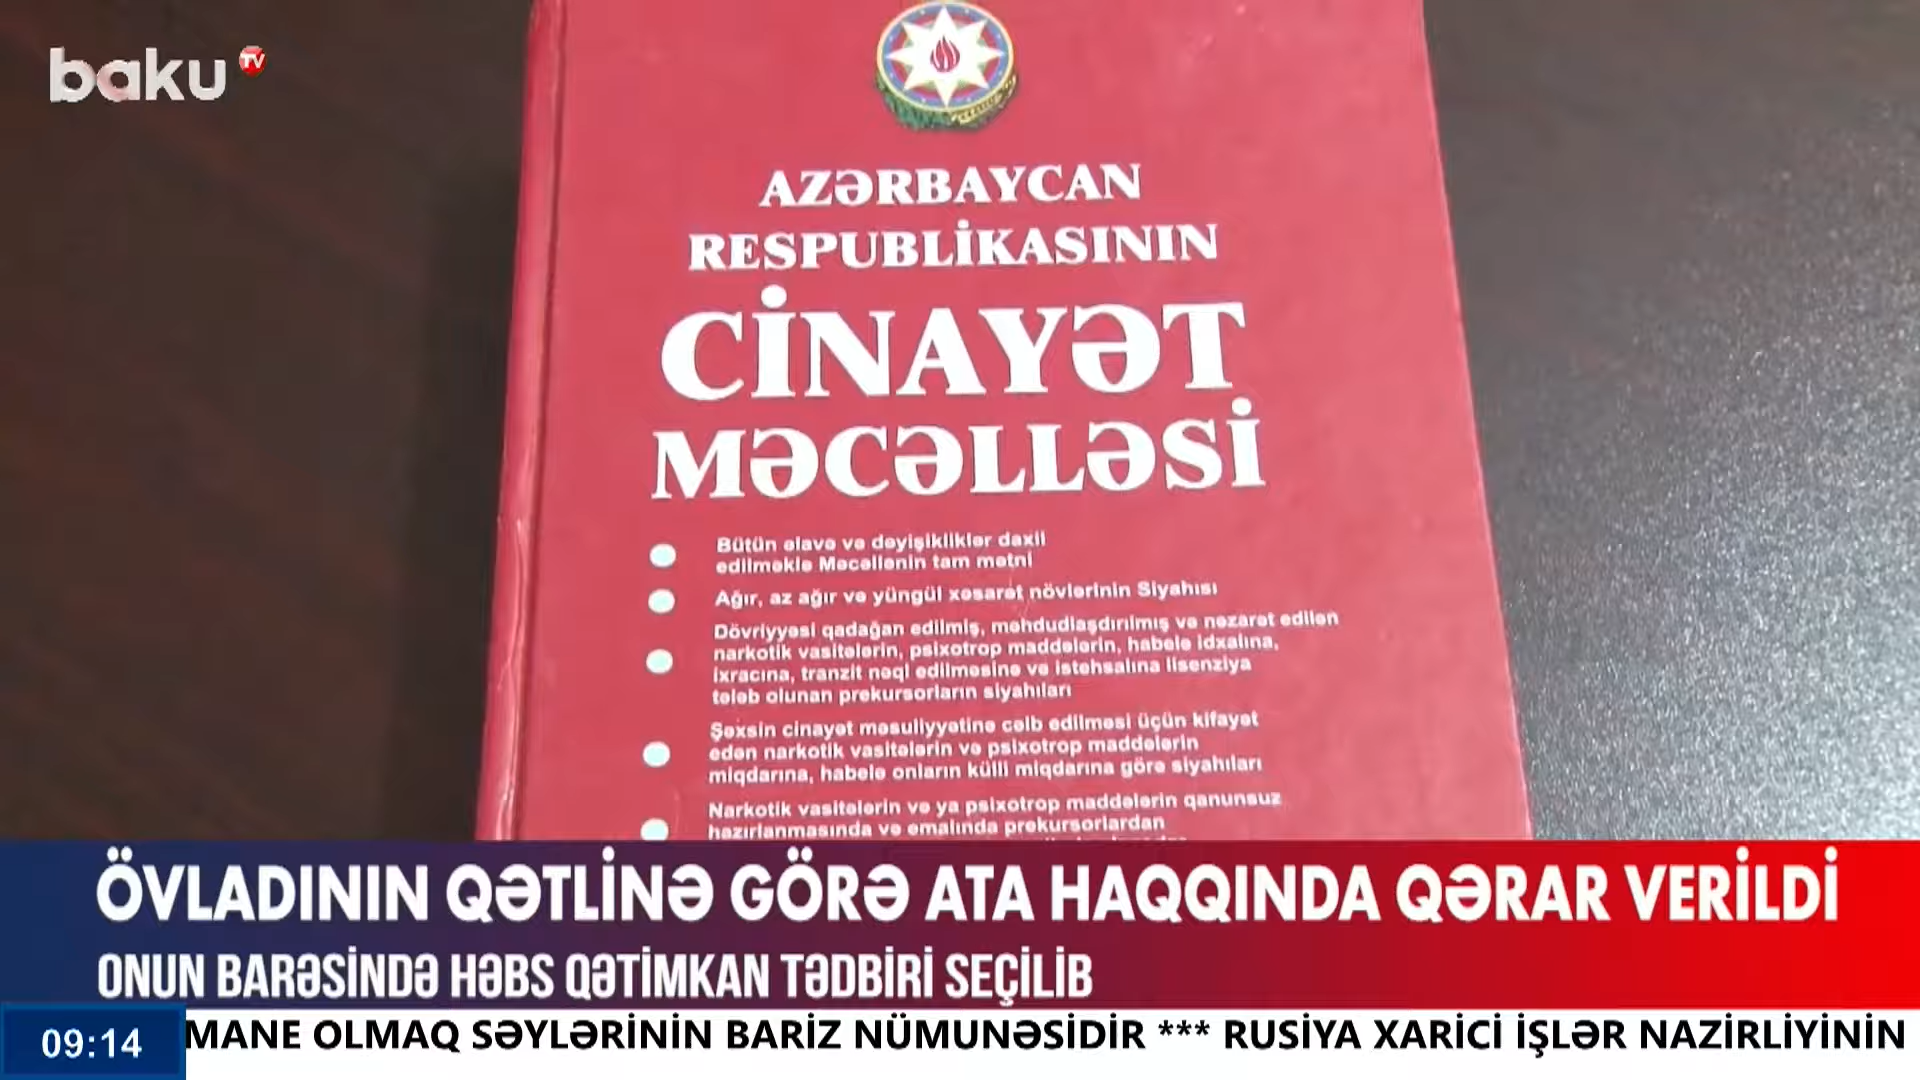 baku TV
AZƏRBAYCAN
RESPUBLİKASININ
CİNAYƏT
MƏCƏLLƏSİ
Bütün əlavə və dəyişikliklər daxil
edilməklə Məcəllənin tam mətni
Ağır, az ağır və yüngül xəsarət növlərinin Siyahısı
Dövriyyəsi qadağan edilmiş, məhdudlaşdırılmış və nəzarət edilən
narkotik vasitələrin, psixotrop maddələrin, habelə idxalına,
ixracına, tranzit nəql edilməsinə və istehsalına lisenziya
tələb olunan prekursorların siyahıları
Şəxsin cinayət məsuliyyətinə cəlb edilməsi üçün kifayət
edən narkotik vasitələrin və psixotrop maddələrin
miqdarına, habelə onların külli miqdarına görə siyahıları
Narkotik vasitələrin və ya psixotrop maddələrin qanunsuz
hazırlanmasında və emalında prekursorlardan
ÖVLADININ QƏTLİNƏ GÖRƏ ATA HAQQINDA QƏRAR VERİLDİ
ONUN BARƏSİNDƏ HƏBS QƏTİMKAN TƏDBİRİ SEÇİLİB
09:14 MANE OLMAQ SƏYLƏRİNİN BARİZ NÜMUNƏSİDİR *** RUSİYA XARİCİ İŞLƏR NAZİRLİYİNİN